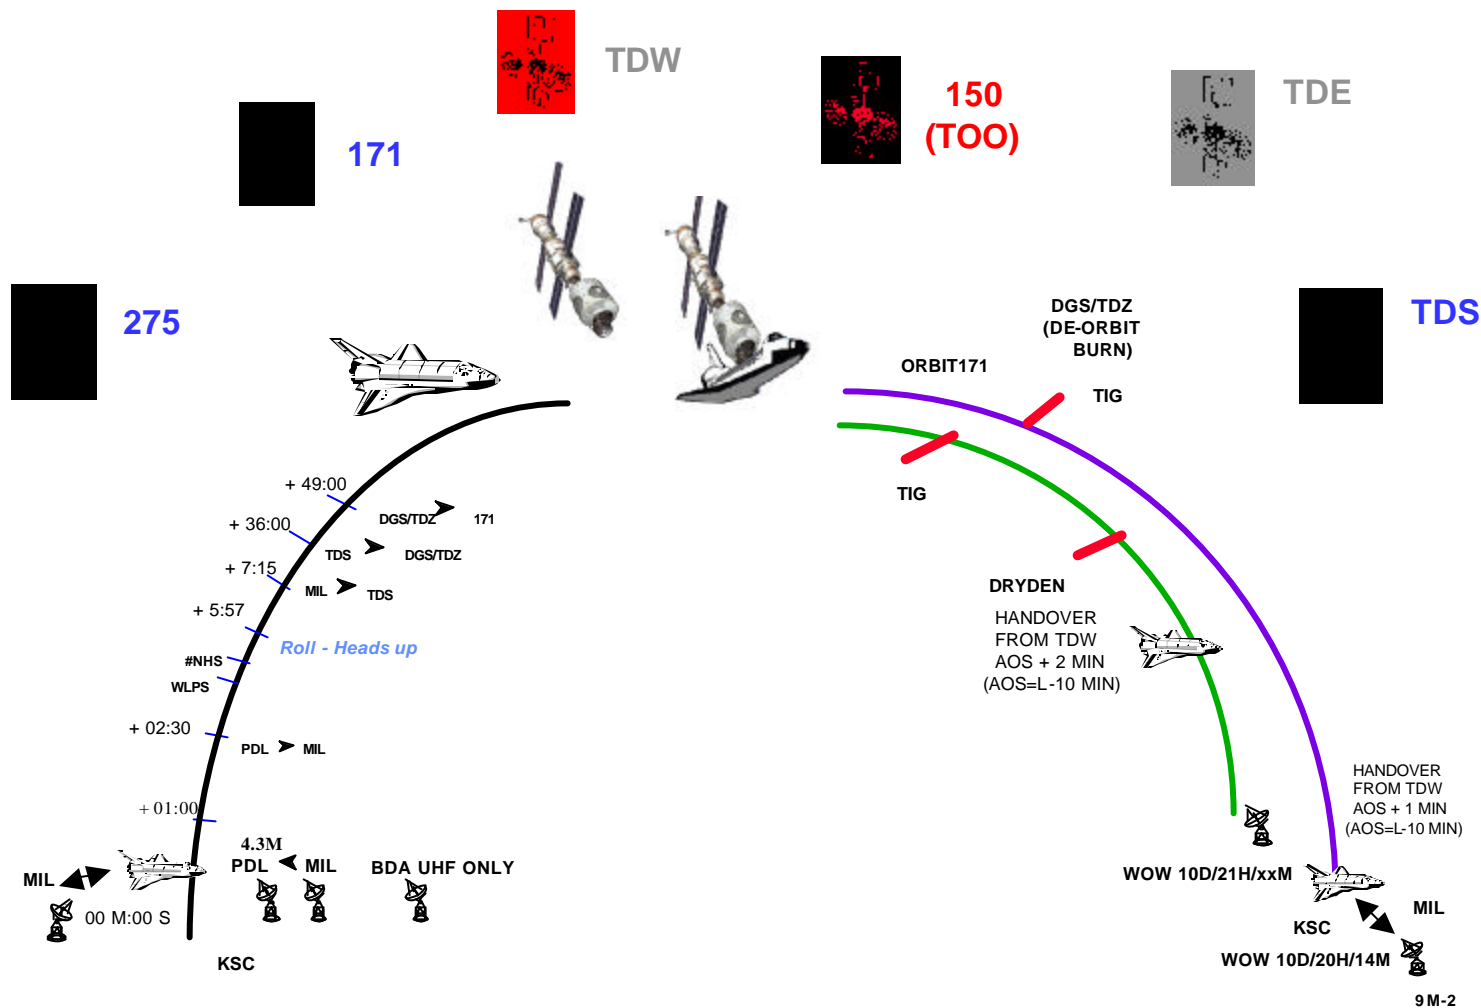 TDW
150
(TOO)
TDE
171
275
TDS
DGS/TDZ
(DE-ORBIT
BURN)
ORBIT171
TIG
TIG
+ 49:00
DGS/TDZ 171
+ 36:00
TDS DGS/TDZ
+ 7:15
MIL TDS
+ 5:57
Roll - Heads up
#NHS
WLPS
+ 02:30
PDL MIL
+ 01:00
DRYDEN
HANDOVER
FROM TDW
AOS + 2 MIN
(AOS=L-10 MIN)
HANDOVER
FROM TDW
AOS + 1 MIN
(AOS=L-10 MIN)
4.3M
PDL MIL
BDA UHF ONLY
MIL
00 M:00 S
KSC
WOW 10D/21H/xxM
MIL
KSC
WOW 10D/20H/14M
9M-2